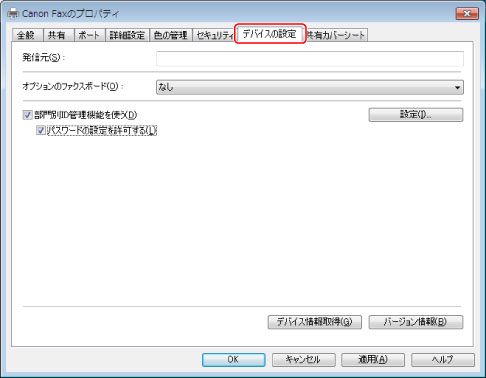 Canon Faxのプロパティ
全般 共有 ポート 詳細設定 色の管理 セキュリティ デバイスの設定 共有カバーシート
発信元(S):
オプションのファクスボード(O): なし
部門別ID管理機能を使う(D) 設定(J)...
パスワードの設定を許可する(L)
デバイス情報取得(G) バージョン情報(B)
OK キャンセル 適用(A) ヘルプ